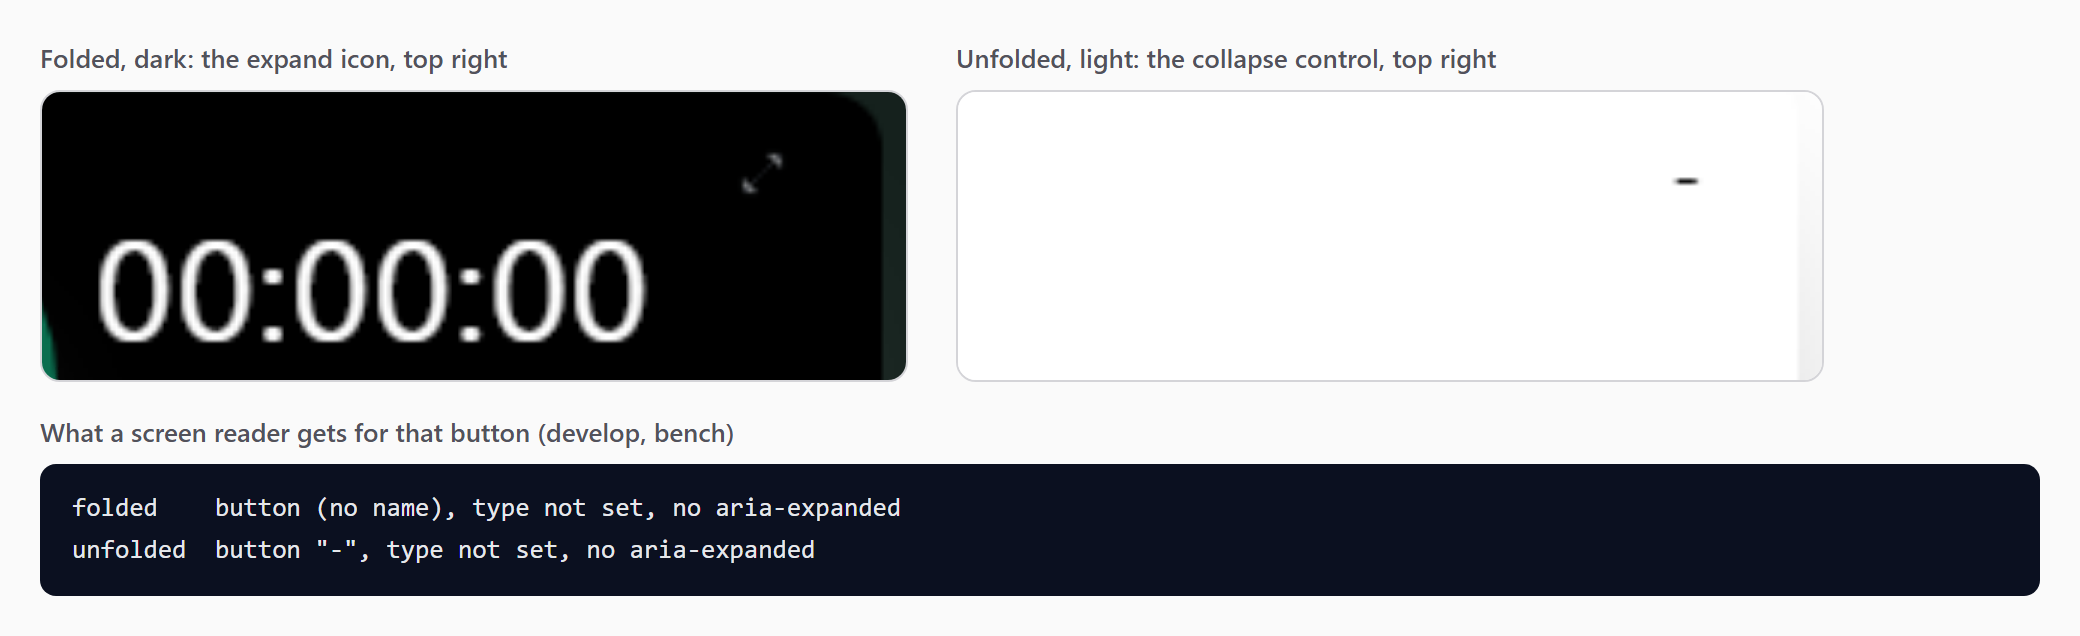 Folded, dark: the expand icon, top right
Unfolded, light: the collapse control, top right
00:00:00
-
What a screen reader gets for that button (develop, bench)
folded    button (no name), type not set, no aria-expanded
unfolded  button "-", type not set, no aria-expanded